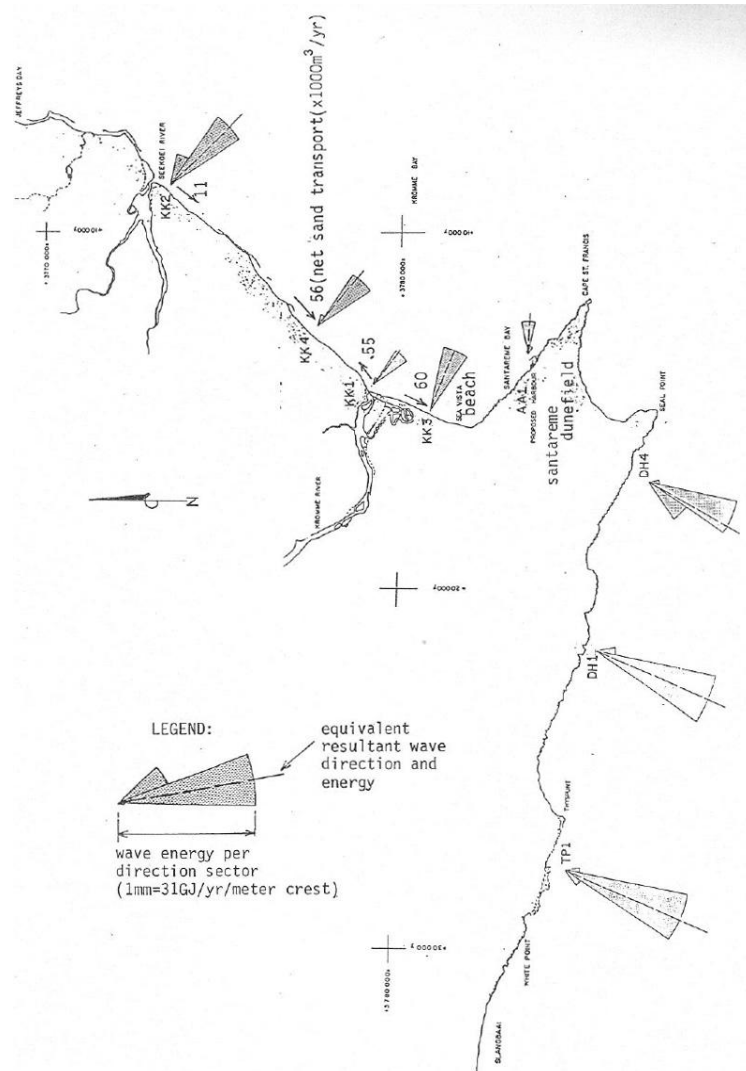 JEFFREYS BAY
SEEKOEI RIVER
KK2
11
56(net sand transport(x1000m³/yr)
KROMME BAY
KK4
55
KK1
60
KK3
SEA VISTA
beach
SANTAREME BAY
CAPE ST. FRANCIS
AA1
PROPOSED HARBOUR
santareme
dunefield
SEAL POINT
KROMME RIVER
N
DH4
DH1
THYSPUNT
TP1
WHITE POINT
SLANGBAAI
LEGEND:
equivalent
resultant wave
direction and
energy
wave energy per
direction sector
(1mm=31GJ/yr/meter crest)